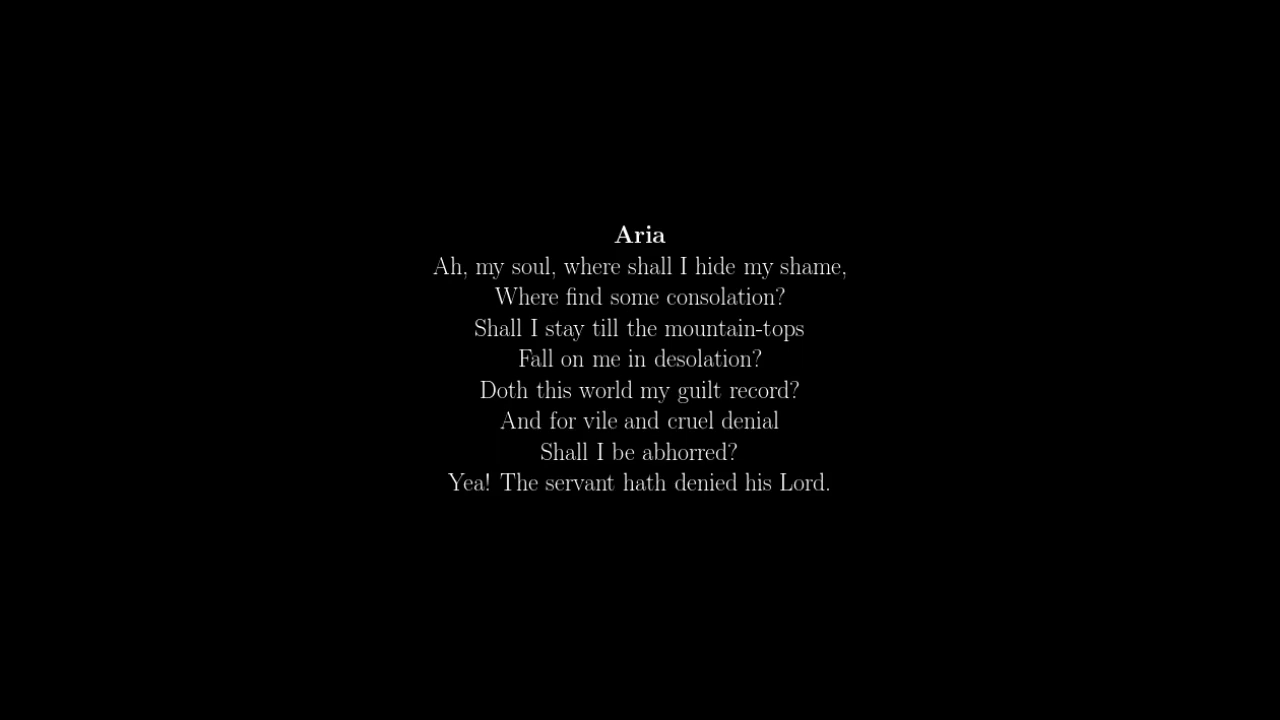 Aria
Ah, my soul, where shall I hide my shame,
Where find some consolation?
Shall I stay till the mountain-tops
Fall on me in desolation?
Doth this world my guilt record?
And for vile and cruel denial
Shall I be abhorred?
Yea! The servant hath denied his Lord.